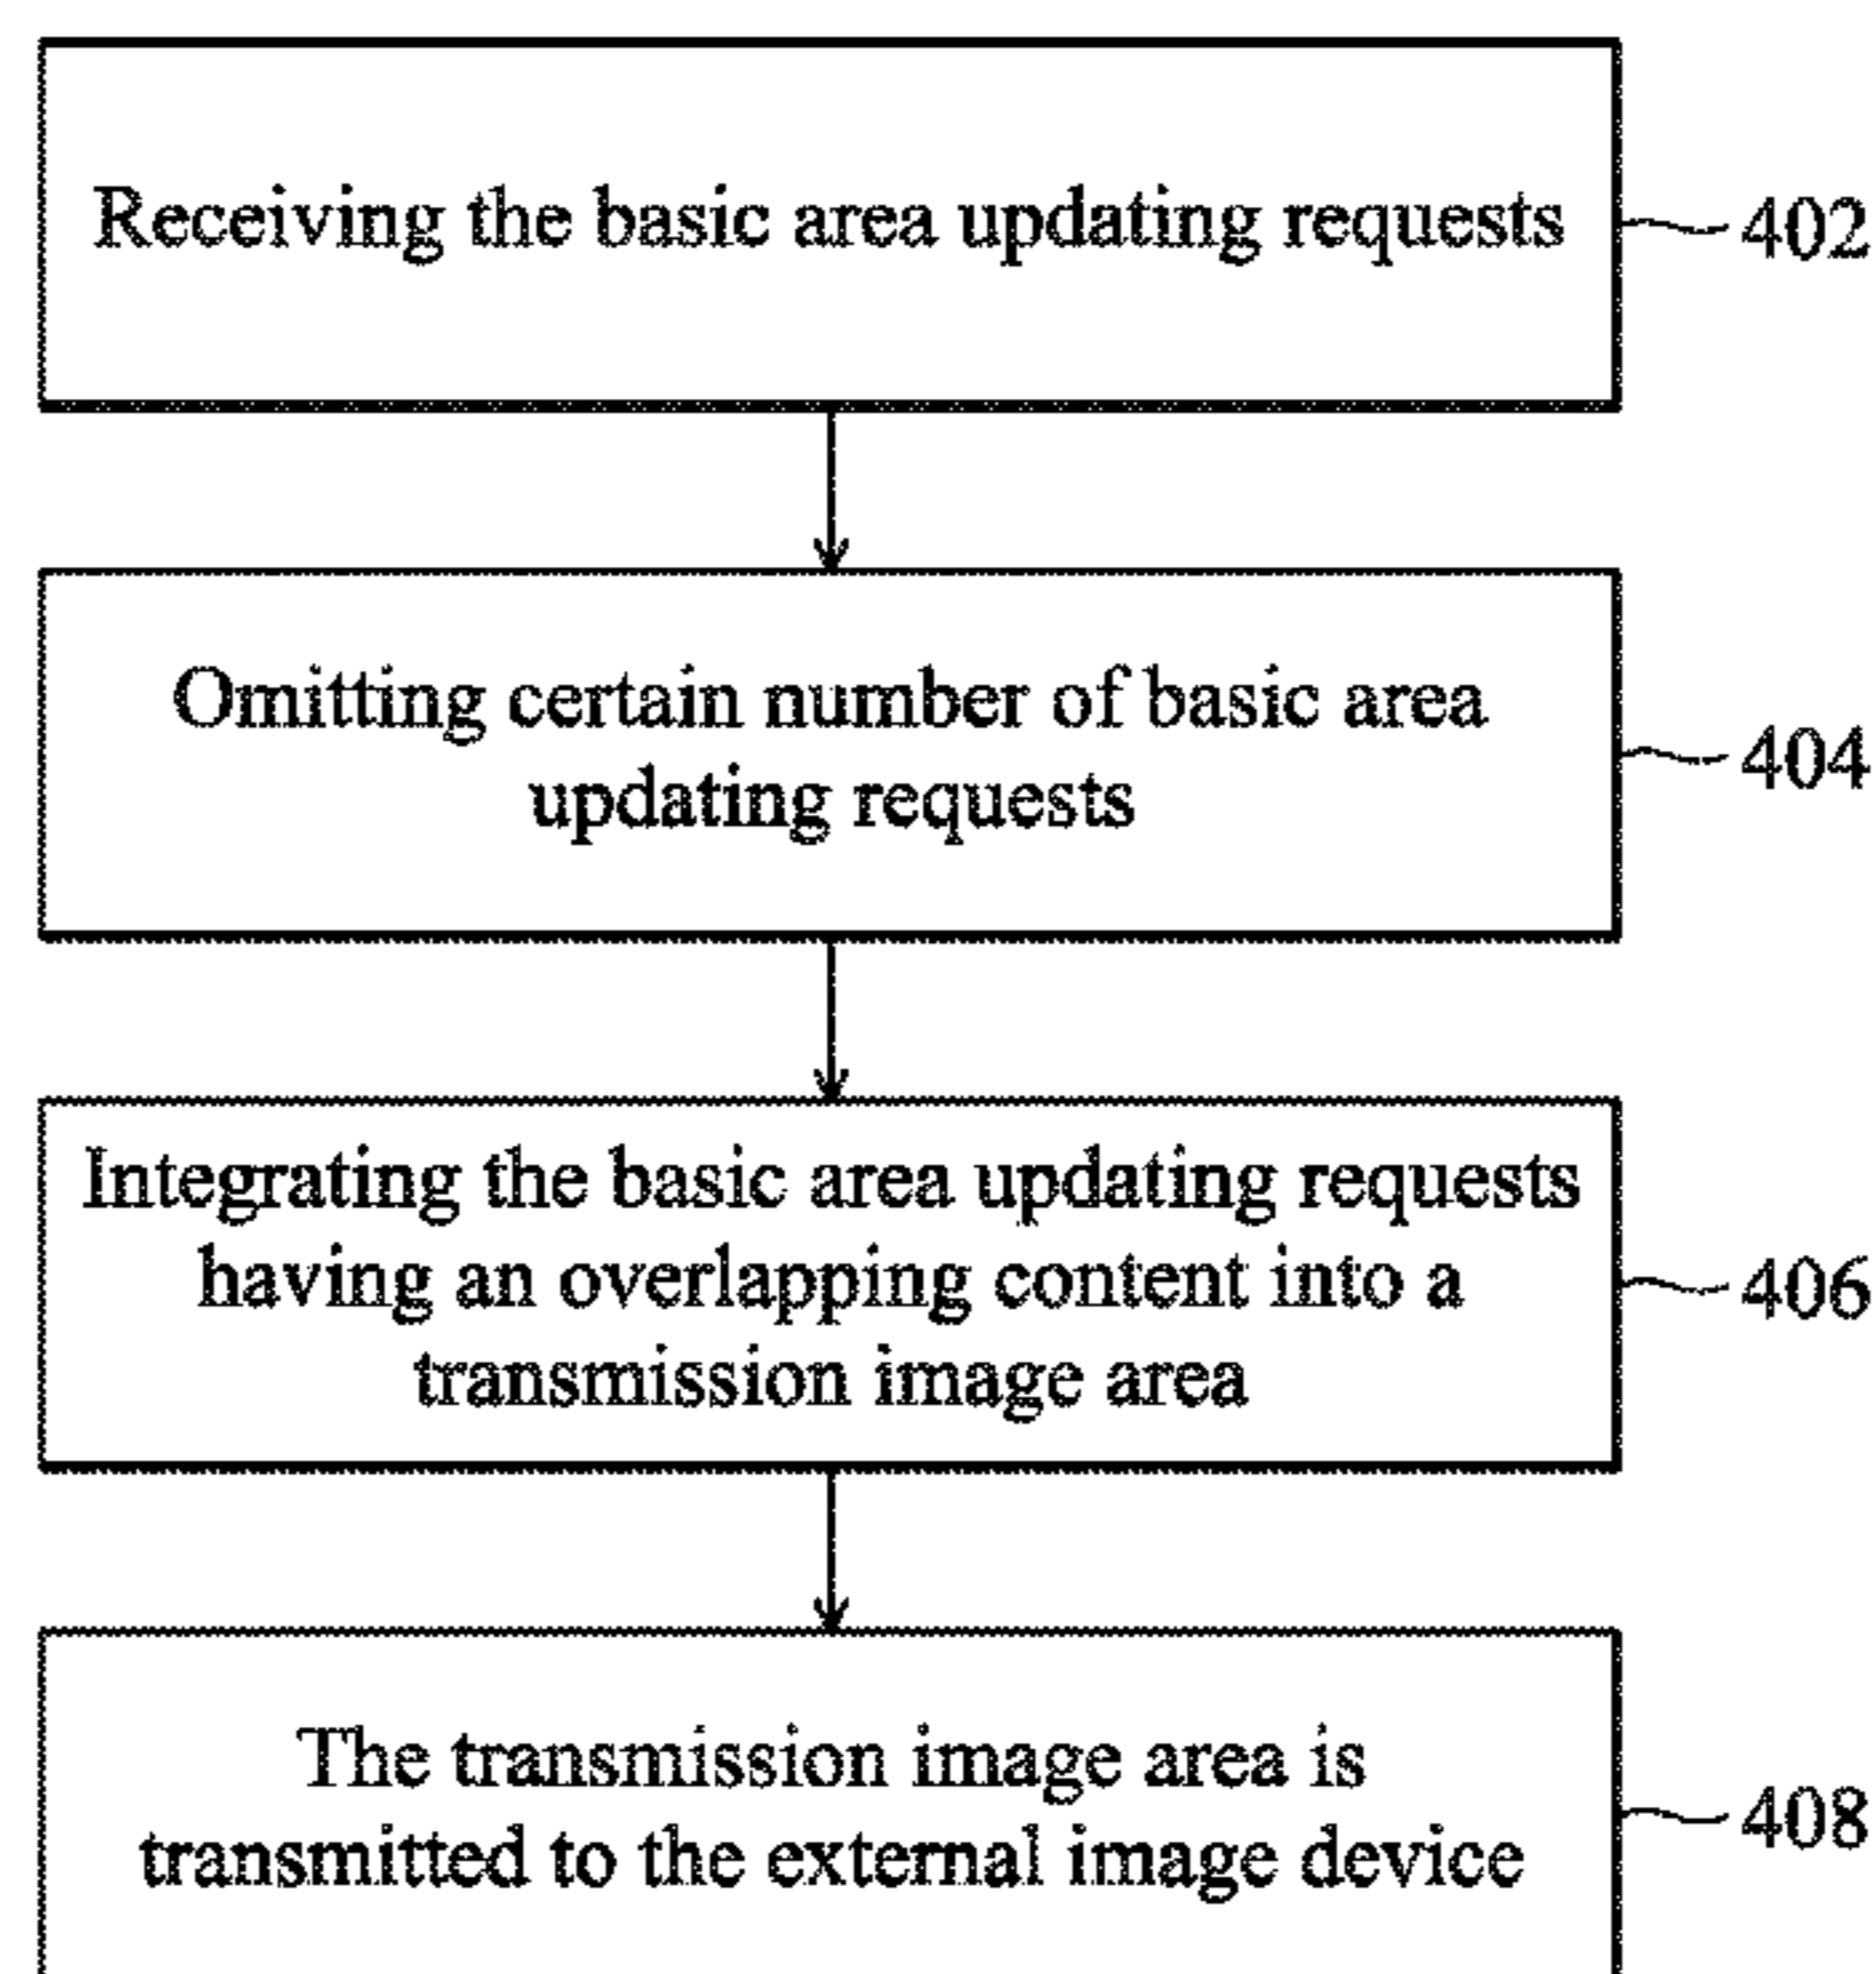 Receiving the basic area updating requests
402
Omitting certain number of basic area
updating requests
404
Integrating the basic area updating requests
having an overlapping content into a
transmission image area
406
The transmission image area is
transmitted to the external image device
408